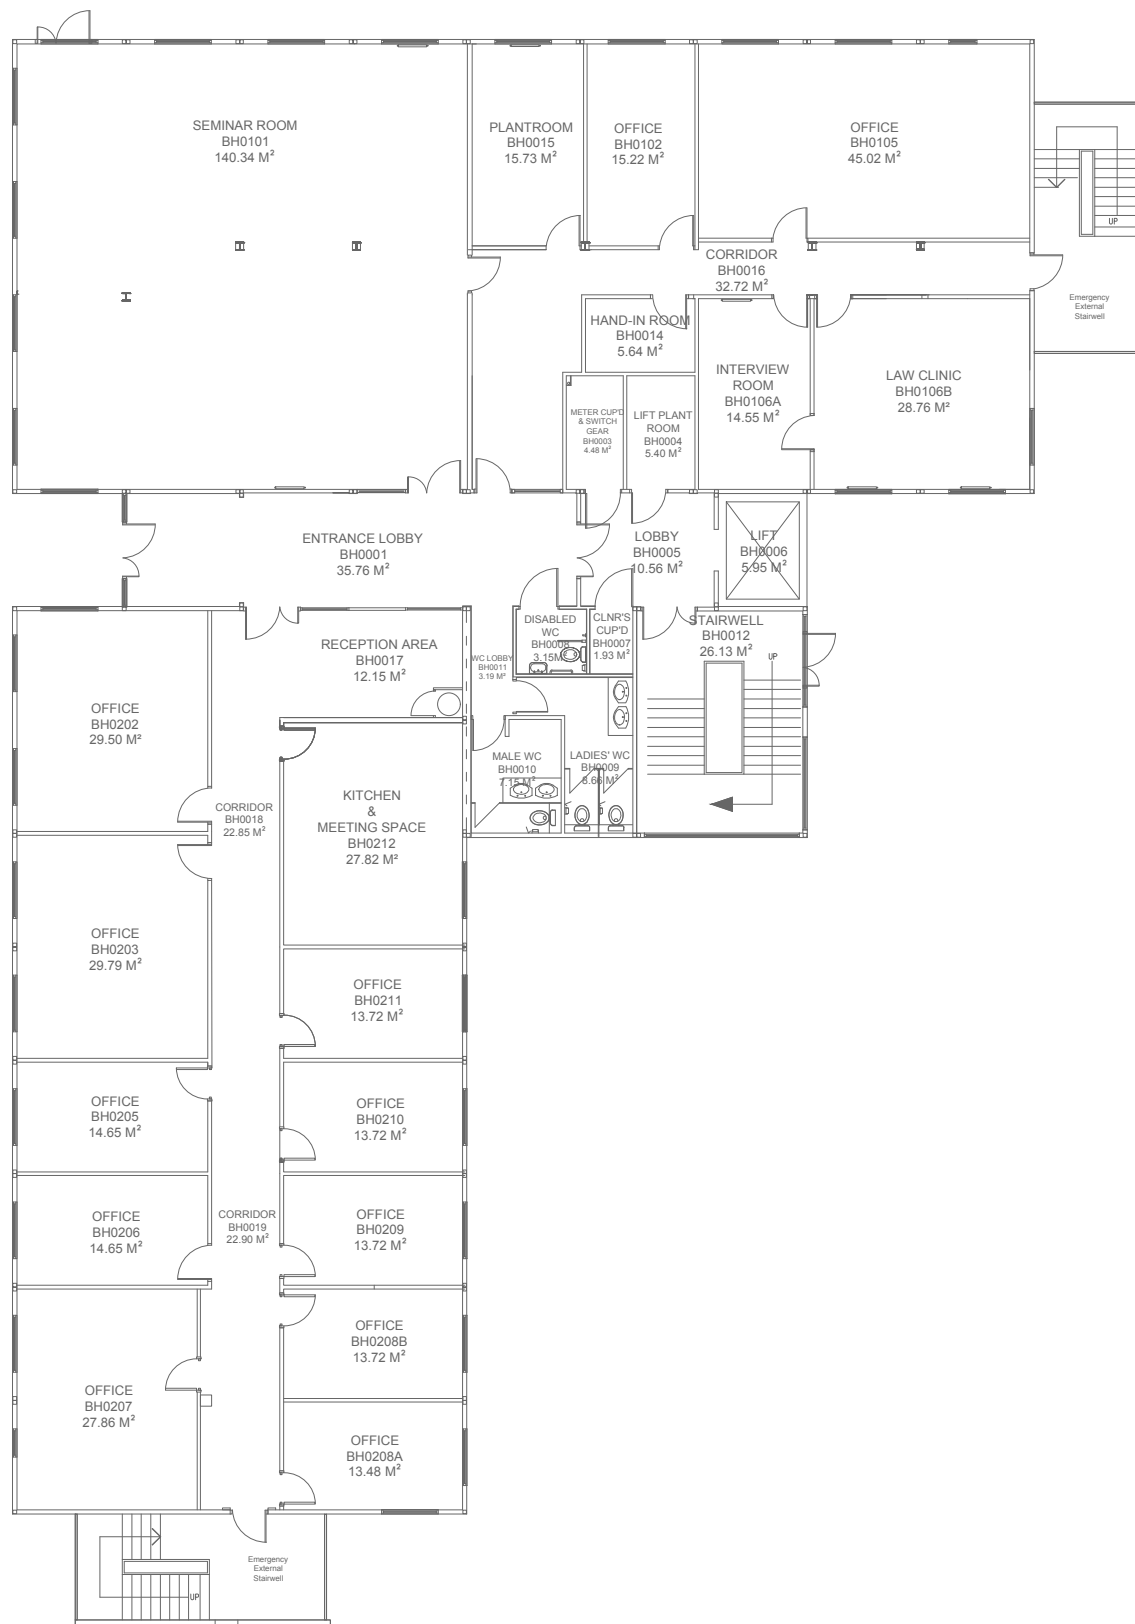 SEMINAR ROOM
BH0101
140.34 M²
PLANTROOM
BH0015
15.73 M²
OFFICE
BH0102
15.22 M²
OFFICE
BH0105
45.02 M²
UP
CORRIDOR
BH0016
32.72 M²
Emergency
External
Stairwell
HAND-IN ROOM
BH0014
5.64 M²
INTERVIEW
ROOM
BH0106A
14.55 M²
LAW CLINIC
BH0106B
28.76 M²
METER CUP'D
& SWITCH
GEAR
BH0003
4.48 M²
LIFT PLANT
ROOM
BH0004
5.40 M²
ENTRANCE LOBBY
BH0001
35.76 M²
LOBBY
BH0005
10.56 M²
LIFT
BH0006
5.95 M²
DISABLED
WC
BH0008
3.15M
CLNR'S
CUP'D
BH0007
1.93 M²
STAIRWELL
BH0012
26.13 M²
UP
RECEPTION AREA
BH0017
12.15 M²
WC LOBBY
BH0011
3.19 M²
OFFICE
BH0202
29.50 M²
MALE WC
BH0010
7.15 M²
LADIES' WC
BH0009
8.66 M²
KITCHEN
&
MEETING SPACE
BH0212
27.82 M²
CORRIDOR
BH0018
22.85 M²
OFFICE
BH0203
29.79 M²
OFFICE
BH0211
13.72 M²
OFFICE
BH0205
14.65 M²
OFFICE
BH0210
13.72 M²
OFFICE
BH0206
14.65 M²
CORRIDOR
BH0019
22.90 M²
OFFICE
BH0209
13.72 M²
OFFICE
BH0208B
13.72 M²
OFFICE
BH0207
27.86 M²
OFFICE
BH0208A
13.48 M²
Emergency
External
Stairwell
UP